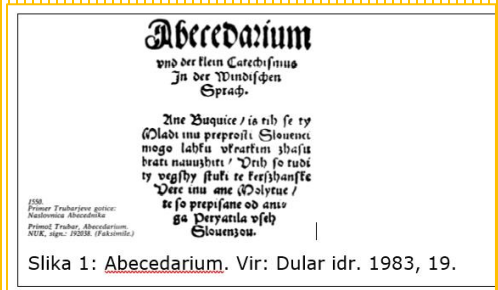 Abecedarium
vnd der klein Catechiſmus
In der Windiſchen
Sprach.
Ane Buquice / is tih ſe ty
Mladi inu preproſti Slouenci
mogo lahku vkratkim zhaſu
brati nauuzhiti / Vtih ſo tudi
ty vegſhy ſtuki te kerſzhanſke
Vere inu ane Molytue /
te ſo prepiſane od aniga
ga Peryatila vſeh
Slouenzou.
1550.
Primer Trubarjeve gotice:
Naslovnica Abecednika
Primož Trubar, Abecedarium.
NUK, sign.: 192038. (Faksimile.)
Slika 1: Abecedarium. Vir: Dular idr. 1983, 19.